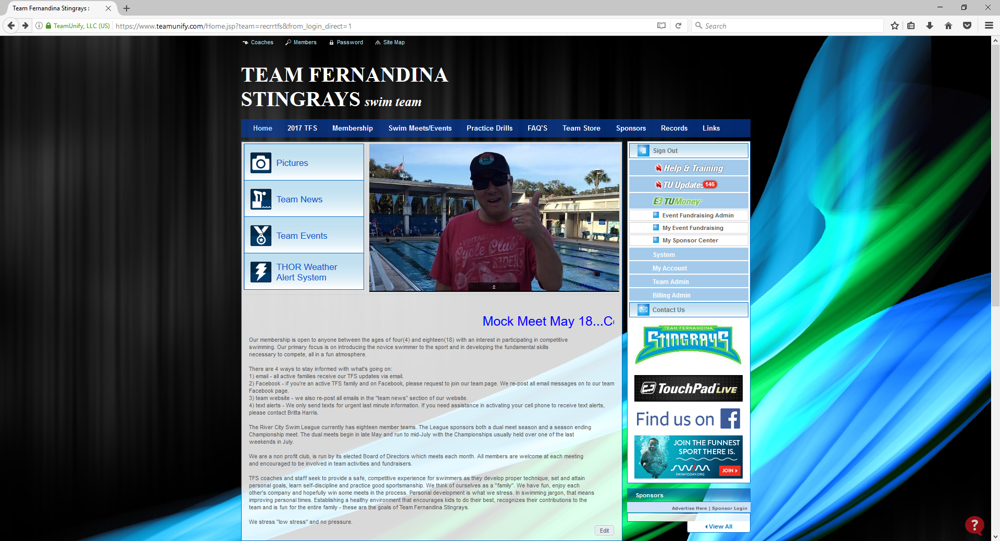 Team Fernandina Stingrays :
TeamUnify, LLC (US)
https://www.teamunify.com/Home.jsp?team=recrrtfs&from_login_direct=1
Search
Coaches
Members
Password
Site Map
TEAM FERNANDINA
STINGRAYS swim team
Home
2017 TFS
Membership
Swim Meets/Events
Practice Drills
FAQ'S
Team Store
Sponsors
Records
Links
Pictures
Team News
Team Events
THOR Weather
Alert System
VINTAGE
Cycle Club
RIDERS
Mock Meet May 18...Co
Our membership is open to anyone between the ages of four(4) and eighteen(18) with an interest in participating in competitive
swimming. Our primary focus is on introducing the novice swimmer to the sport and in developing the fundamental skills
necessary to compete, all in a fun atmosphere.
There are 4 ways to stay informed with what's going on:
1) email - all active families receive our TFS updates via email.
2) Facebook - if you're an active TFS family and on Facebook, please request to join our team page. We re-post all email messages on to our team
Facebook page.
3) team website - we also re-post all emails in the "team news" section of our website.
4) text alerts - We only send texts for urgent last minute information. If you need assistance in activating your cell phone to receive text alerts,
please contact Britta Harris.
The River City Swim League currently has eighteen member teams. The League sponsors both a dual meet season and a season ending
Championship meet. The dual meets begin in late May and run to mid-July with the Championships usually held over one of the last
weekends in July.
We are a non profit club, is run by its elected Board of Directors which meets each month. All members are welcome at each meeting
and encouraged to be involved in team activities and fundraisers.
TFS coaches and staff seek to provide a safe, competitive experience for swimmers as they develop proper technique, set and attain
personal goals, learn self-discipline and practice good sportsmanship. We think of ourselves as a "family". We have fun, enjoy each
other's company and hopefully win some meets in the process. Personal development is what we stress. In swimming jargon, that means
improving personal times. Establishing a healthy environment that encourages kids to do their best, recognizes their contributions to the
team and is fun for the entire family - these are the goals of Team Fernandina Stingrays.
We stress "low stress" and no pressure.
Edit
Sign Out
Help & Training
TU Updates 146
TUMoney
Event Fundraising Admin
My Event Fundraising
My Sponsor Center
System
My Account
Team Admin
Billing Admin
Contact Us
TEAM FERNANDINA
STINGRAYS
TouchPad LIVE
Find us on f
JOIN THE FUNNEST
SPORT THERE IS.
swim
SWIMTODAY.ORG
JOIN
Sponsors
Advertise Here | Sponsor Login
View All
?